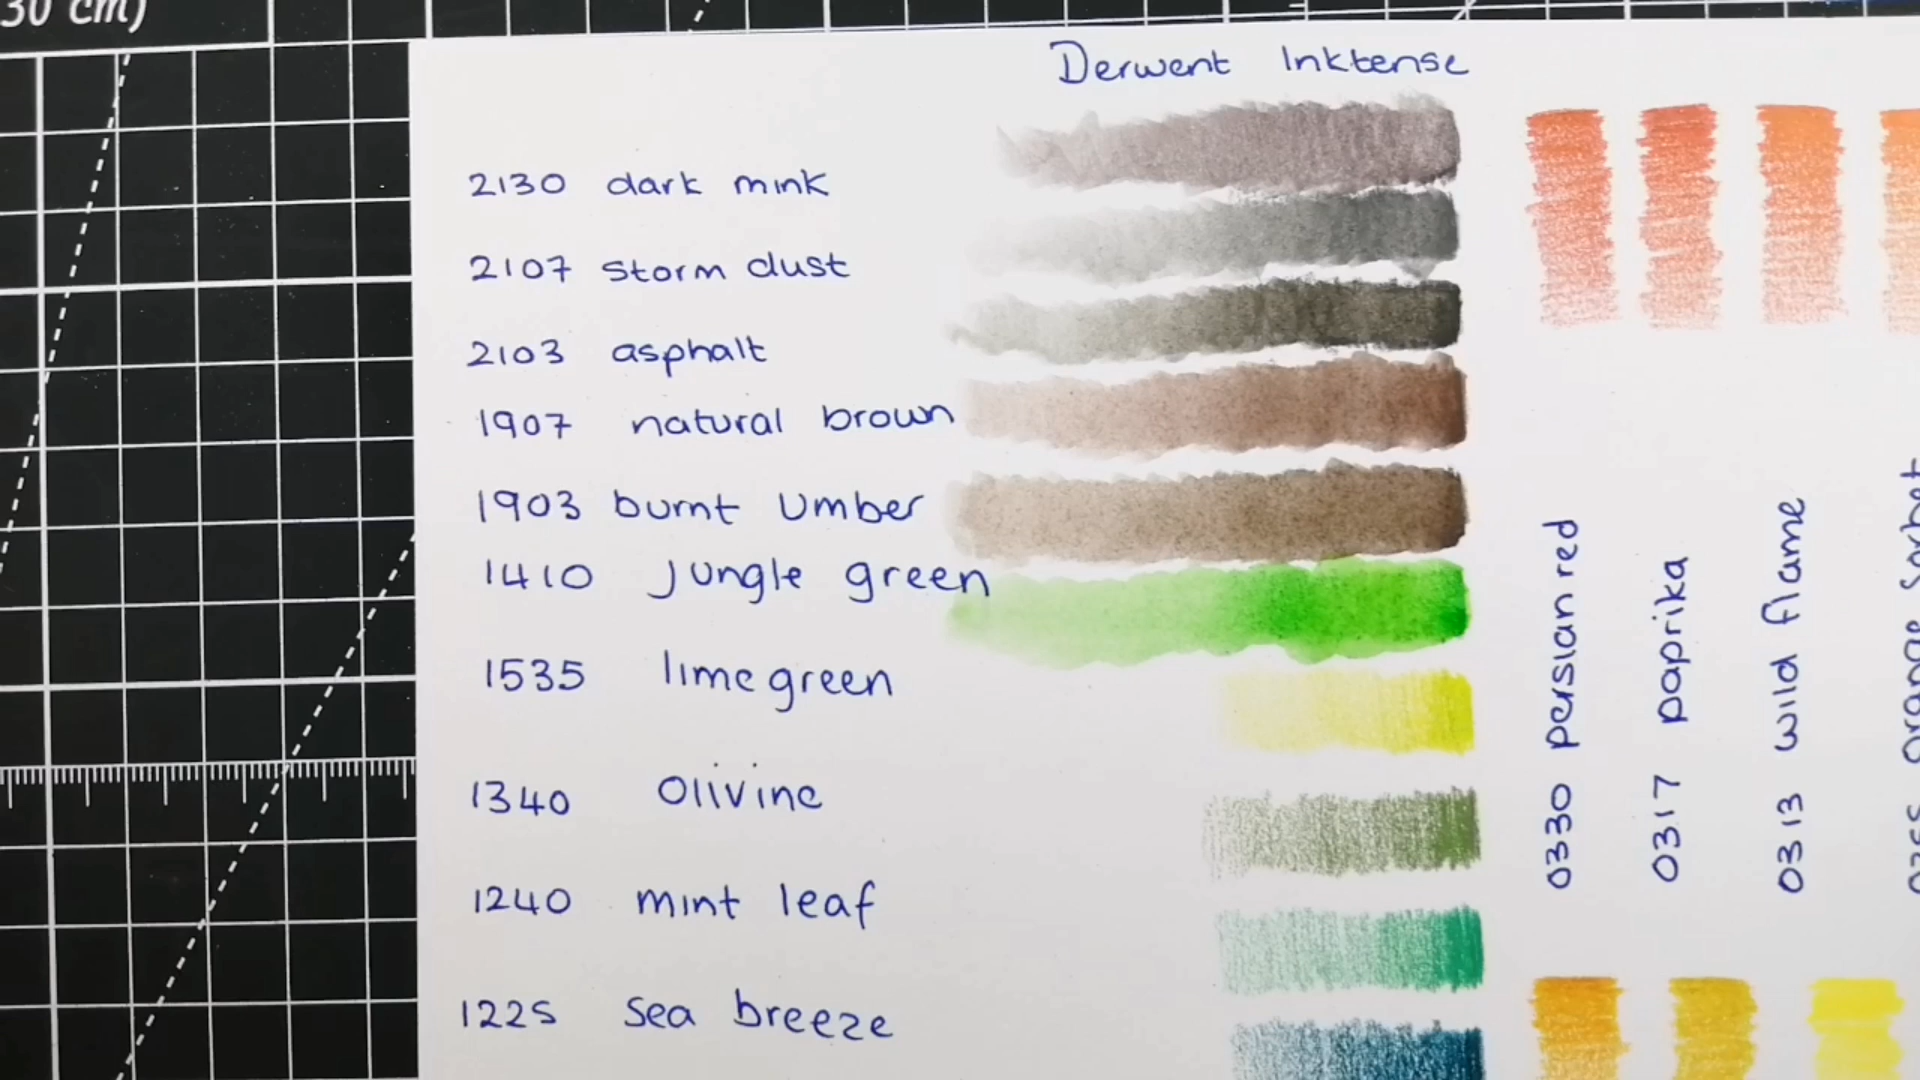 30 cm)
Derwent Inktense
2130 dark mink
2107 storm dust
2103 asphalt
1907 natural brown
1903 burnt umber
1410 jungle green
1535 lime green
1340 olivine
1240 mint leaf
1225 sea breeze
0330 persian red
0317 paprika
0313 wild flame
orange sorbet